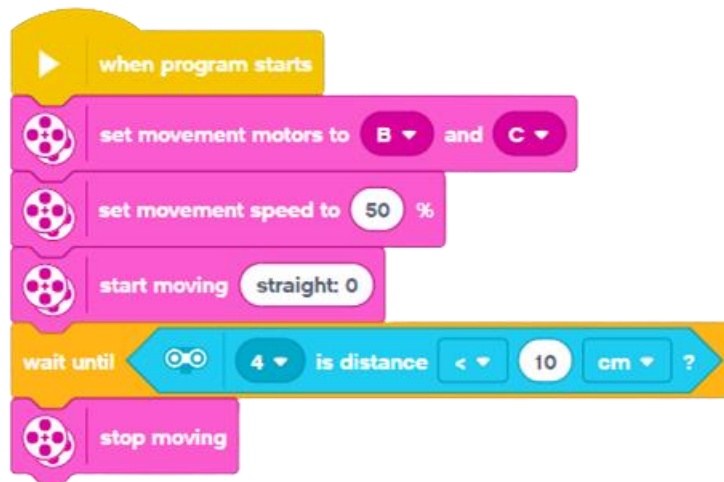 when program starts
set movement motors to B and C
set movement speed to 50 %
start moving straight: 0
wait until 4 is distance < 10 cm ?
stop moving